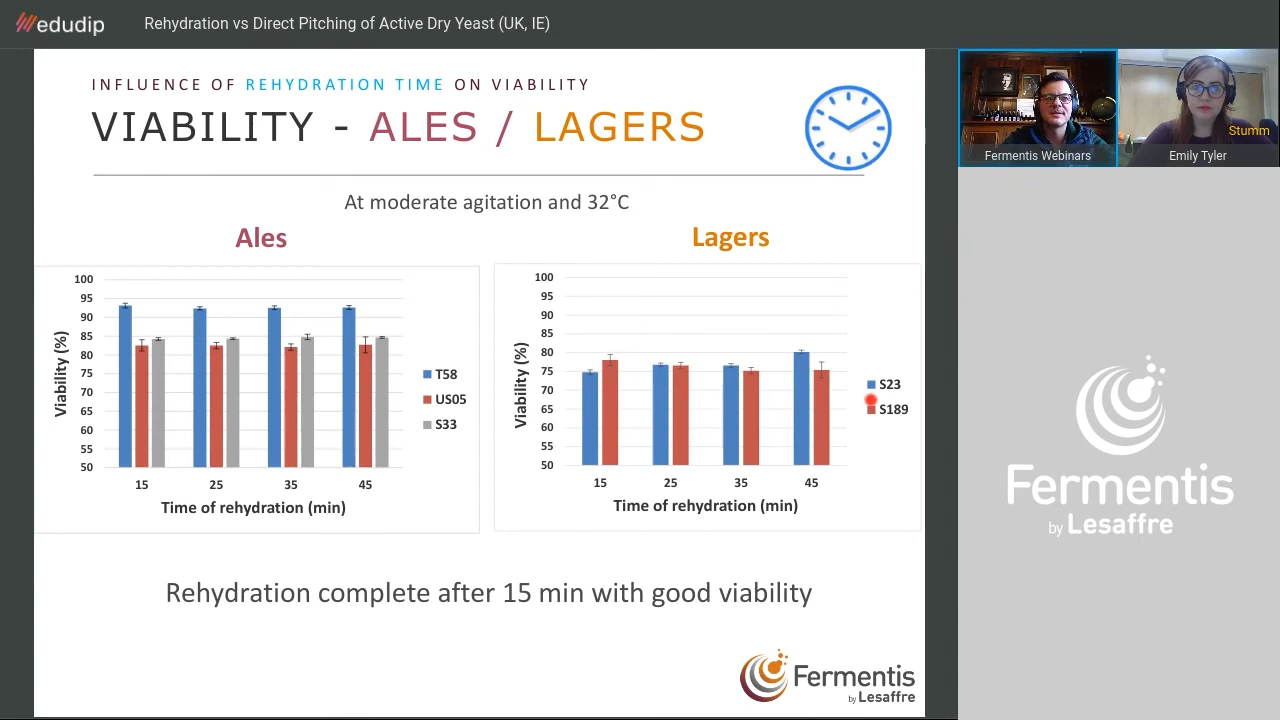 edudip
Rehydration vs Direct Pitching of Active Dry Yeast (UK, IE)
INFLUENCE OF REHYDRATION TIME ON VIABILITY
VIABILITY - ALES / LAGERS
At moderate agitation and 32°C
Ales
Viability (%)
100
95
90
85
80
75
70
65
60
55
50
15 25 35 45
Time of rehydration (min)
T58
US05
S33
Lagers
Viability (%)
100
95
90
85
80
75
70
65
60
55
50
15 25 35 45
Time of rehydration (min)
S23
S189
Rehydration complete after 15 min with good viability
Fermentis
by Lesaffre
Fermentis Webinars
Stumm
Emily Tyler
Fermentis
by Lesaffre